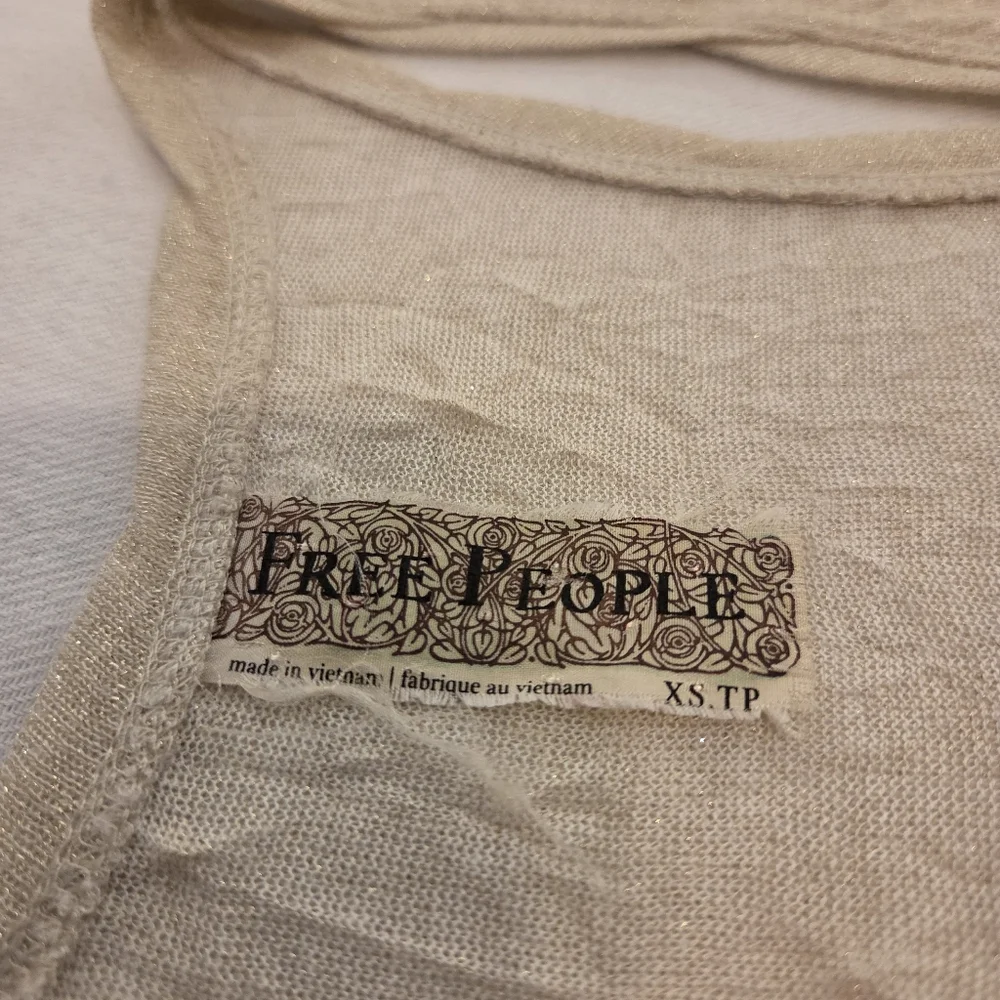 FREE PEOPLE
made in vietnam | fabrique au vietnam XS.TP